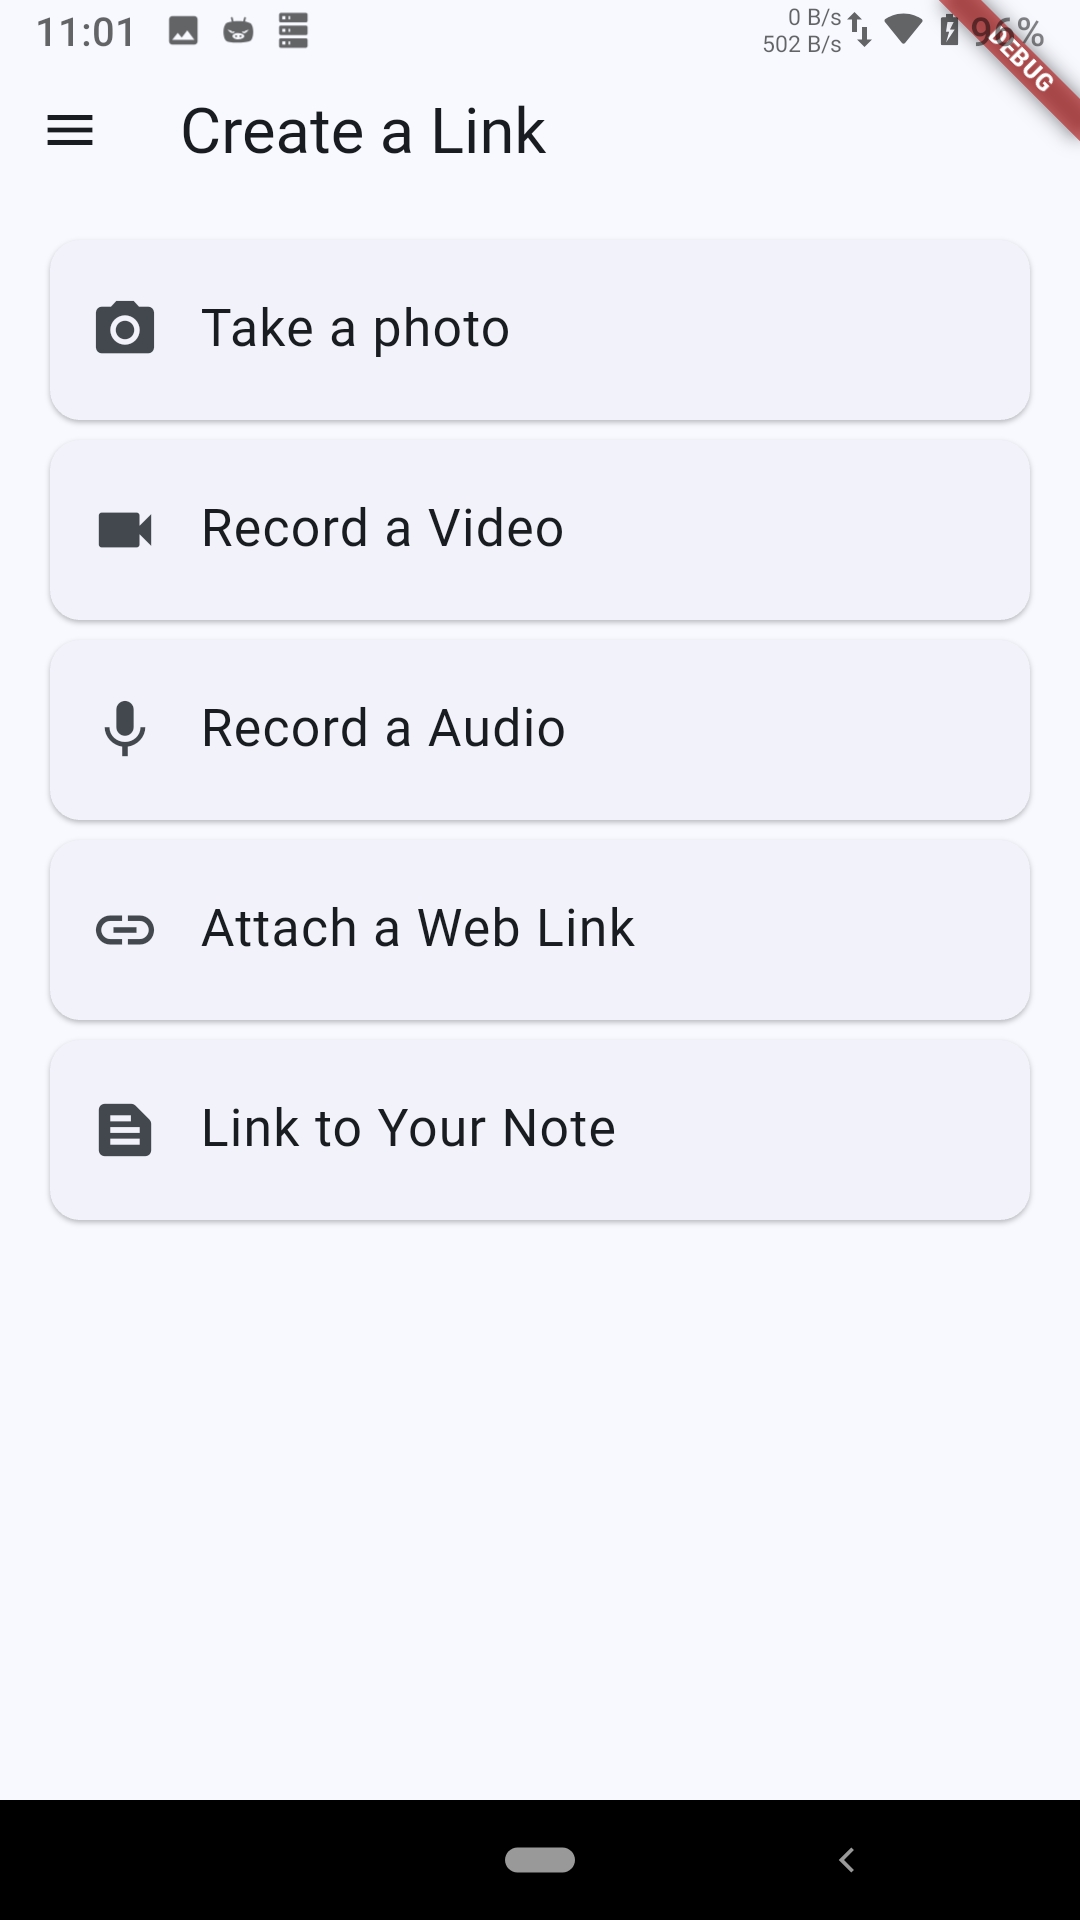 11:01
0 B/s
502 B/s
96%
DEBUG
Create a Link
Take a photo
Record a Video
Record a Audio
Attach a Web Link
Link to Your Note